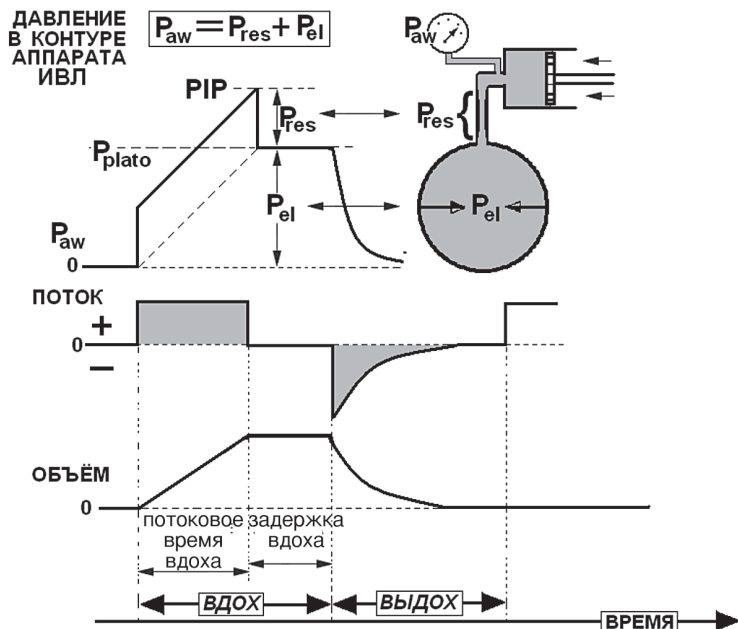 ДАВЛЕНИЕ
В КОНТУРЕ
АППАРАТА
ИВЛ
Paw=Pres+Pel
Paw
PIP
Pres
Pres
Pplato
Pel
Pel
Paw
0
ПОТОК
+
0
−
ОБЪЁМ
0
потоковое задержка
время вдоха
вдоха
ВДОХ
ВЫДОХ
ВРЕМЯ